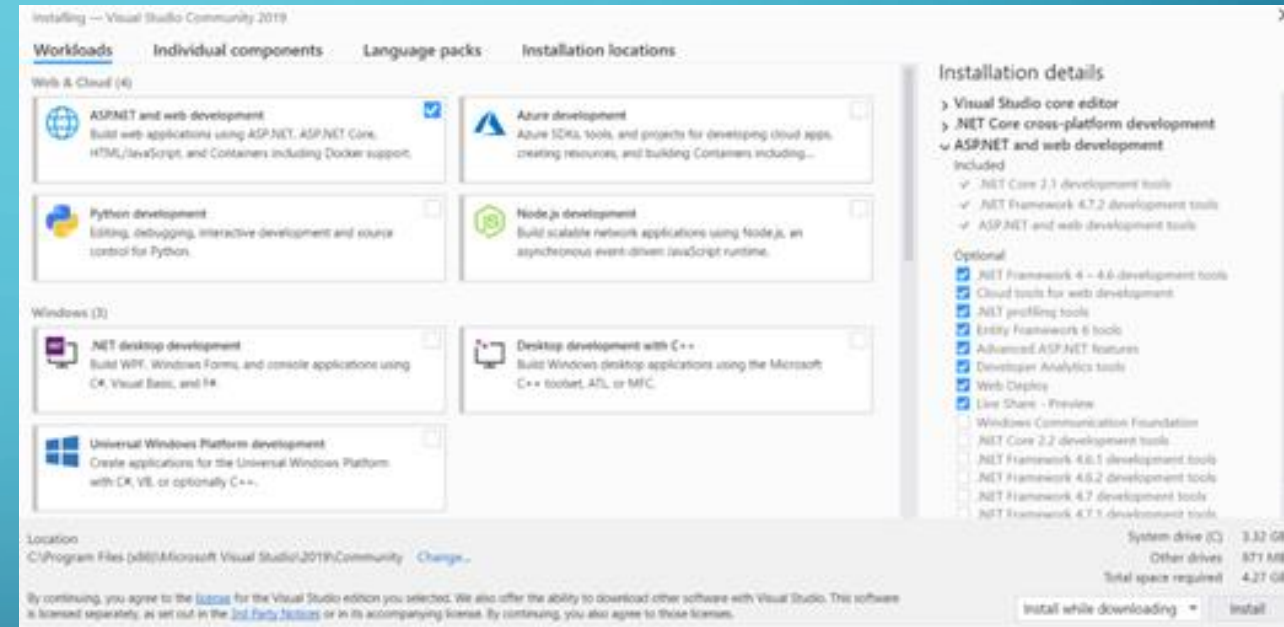 Installing — Visual Studio Community 2019
Workloads Individual components Language packs Installation locations
Web & Cloud (4)
ASP.NET and web development
Build web applications using ASP.NET, ASP.NET Core,
HTML/JavaScript, and Containers including Docker support.
Azure development
Azure SDKs, tools, and projects for developing cloud apps,
creating resources, and building Containers including...
Python development
Editing, debugging, interactive development and source
control for Python.
Node.js development
Build scalable network applications using Node.js, an
asynchronous event-driven JavaScript runtime.
Windows (3)
.NET desktop development
Build WPF, Windows Forms, and console applications using
C#, Visual Basic, and F#.
Desktop development with C++
Build Windows desktop applications using the Microsoft
C++ toolset, ATL, or MFC.
Universal Windows Platform development
Create applications for the Universal Windows Platform
with C#, VB, or optionally C++.
Location
C:\Program Files (x86)\Microsoft Visual Studio\2019\Community Change...
By continuing, you agree to the license for the Visual Studio edition you selected. We also offer the ability to download other software with Visual Studio. This software
is licensed separately, as set out in the 3rd Party Notices or in its accompanying license. By continuing, you also agree to those licenses.
Installation details
Visual Studio core editor
.NET Core cross-platform development
ASP.NET and web development
Included
.NET Core 2.1 development tools
.NET Framework 4.7.2 development tools
ASP.NET and web development tools
Optional
.NET Framework 4 – 4.6 development tools
Cloud tools for web development
.NET profiling tools
Entity Framework 6 tools
Advanced ASP.NET features
Developer Analytics tools
Web Deploy
Live Share - Preview
Windows Communication Foundation
.NET Core 2.2 development tools
.NET Framework 4.6.1 development tools
.NET Framework 4.6.2 development tools
.NET Framework 4.7 development tools
.NET Framework 4.7.1 development tools
System drive (C) 3.32 GB
Other drives 971 MB
Total space required 4.27 GB
Install while downloading Install